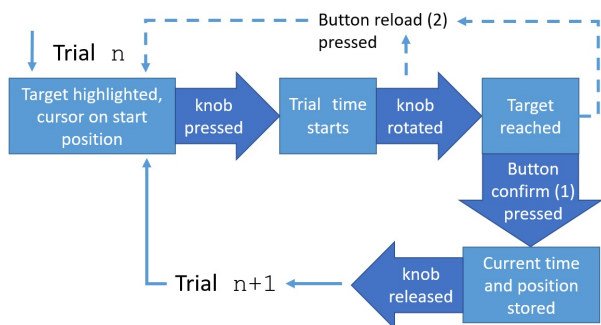 Button reload (2)
pressed
Trial n
Target highlighted,
cursor on start
position
knob
pressed
Trial time
starts
knob
rotated
Target
reached
Button
confirm (1)
pressed
Current time
and position
stored
knob
released
Trial n+1